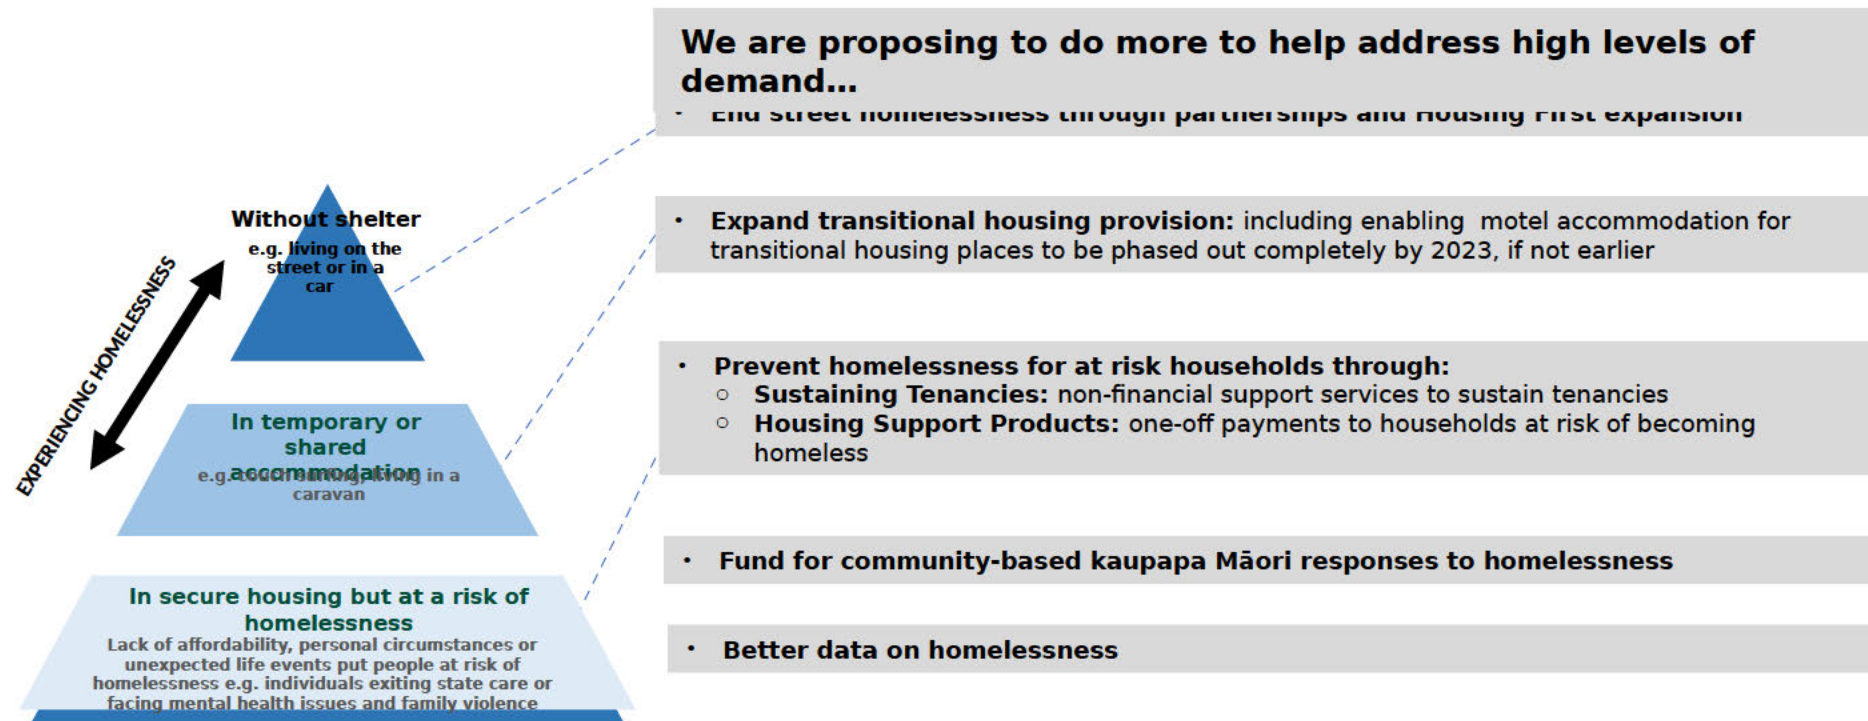 We are proposing to do more to help address high levels of
demand...
• End street homelessness through partnerships and Housing First expansion
Without shelter
e.g. living on the
street or in a
car
EXPERIENCING HOMELESSNESS
• Expand transitional housing provision: including enabling  motel accommodation for
transitional housing places to be phased out completely by 2023, if not earlier
• Prevent homelessness for at risk households through:
○ Sustaining Tenancies: non-financial support services to sustain tenancies
○ Housing Support Products: one-off payments to households at risk of becoming
homeless
In temporary or
shared
accommodation
e.g. couch surfing, living in a
caravan
• Fund for community-based kaupapa Māori responses to homelessness
In secure housing but at a risk of
homelessness
Lack of affordability, personal circumstances or
unexpected life events put people at risk of
homelessness e.g. individuals exiting state care or
facing mental health issues and family violence
• Better data on homelessness